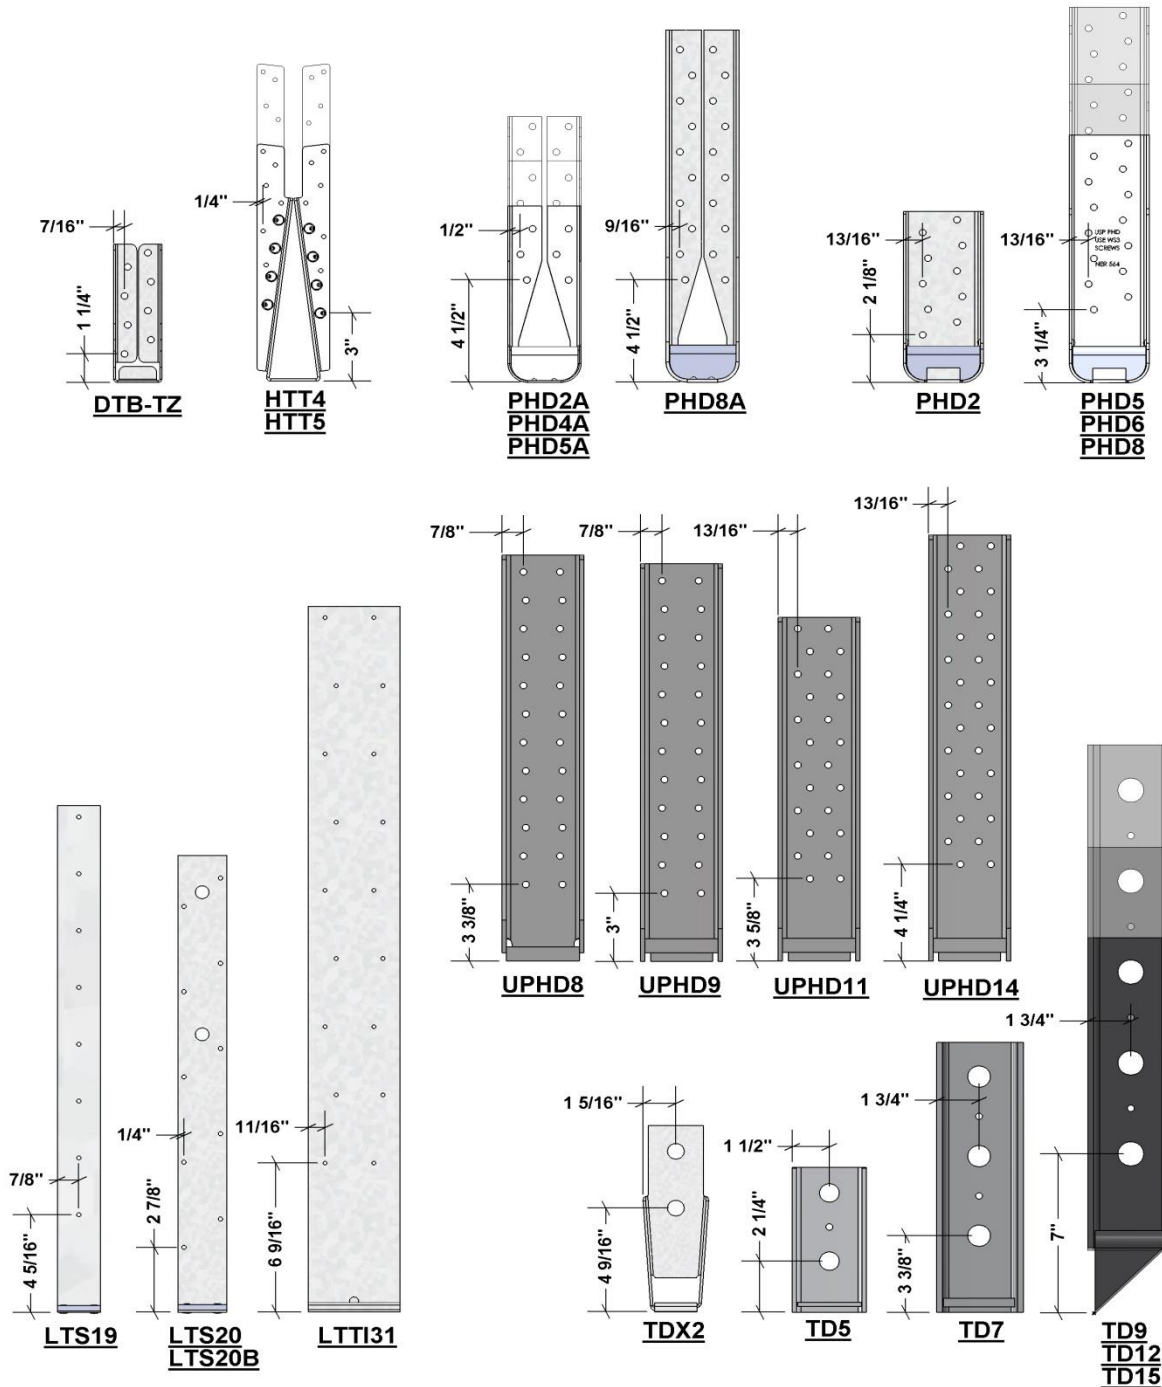 7/16"
1 1/4"
DTB-TZ
1/4"
3"
HTT4
HTT5
1/2"
4 1/2"
PHD2A
PHD4A
PHD5A
9/16"
4 1/2"
PHD8A
13/16"
2 1/8"
PHD2
13/16"
USP PHD
USE WS3
SCREWS
NER 564
3 1/4"
PHD5
PHD6
PHD8
7/8"
3 3/8"
UPHD8
7/8"
3"
UPHD9
13/16"
3 5/8"
UPHD11
13/16"
4 1/4"
UPHD14
7/8"
4 5/16"
LTS19
1/4"
2 7/8"
LTS20
LTS20B
11/16"
6 9/16"
LTTI31
1 5/16"
4 9/16"
TDX2
1 1/2"
2 1/4"
TD5
1 3/4"
3 3/8"
TD7
1 3/4"
7"
TD9
TD12
TD15